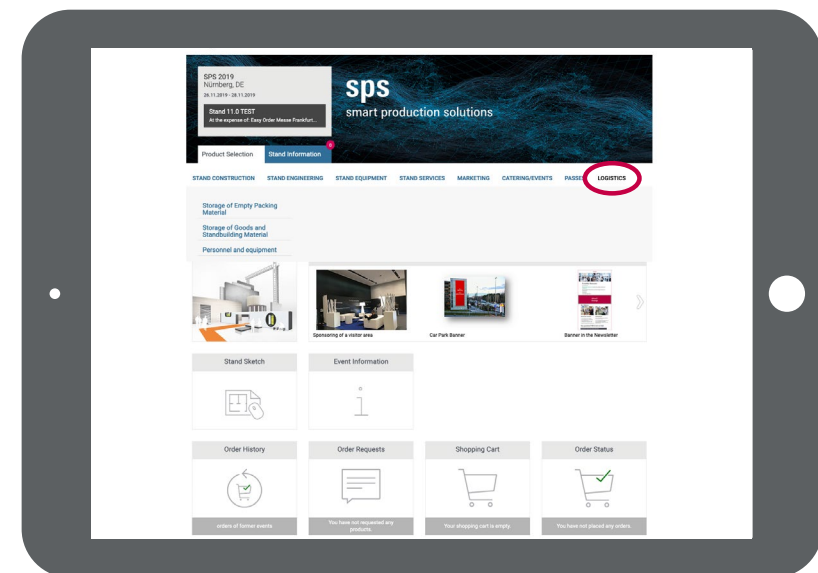 SPS 2019
Nürnberg, DE
26.11.2019 - 28.11.2019
Stand 11.0 TEST
At the expense of: Easy Order Messe Frankfurt...
sps
smart production solutions
Product Selection
Stand Information
STAND CONSTRUCTION STAND ENGINEERING STAND EQUIPMENT STAND SERVICES MARKETING CATERING/EVENTS LOGISTICS
Storage of Empty Packing
Material
Storage of Goods and
Standbuilding Material
Personnel and equipment
Sponsoring of a visitor area
Car Park Banner
Banner in the Newsletter
Stand Sketch
Event Information
Order History
Order Requests
Shopping Cart
Order Status
orders of former events
You have not requested any
products.
Your shopping cart is empty.
You have not placed any orders.